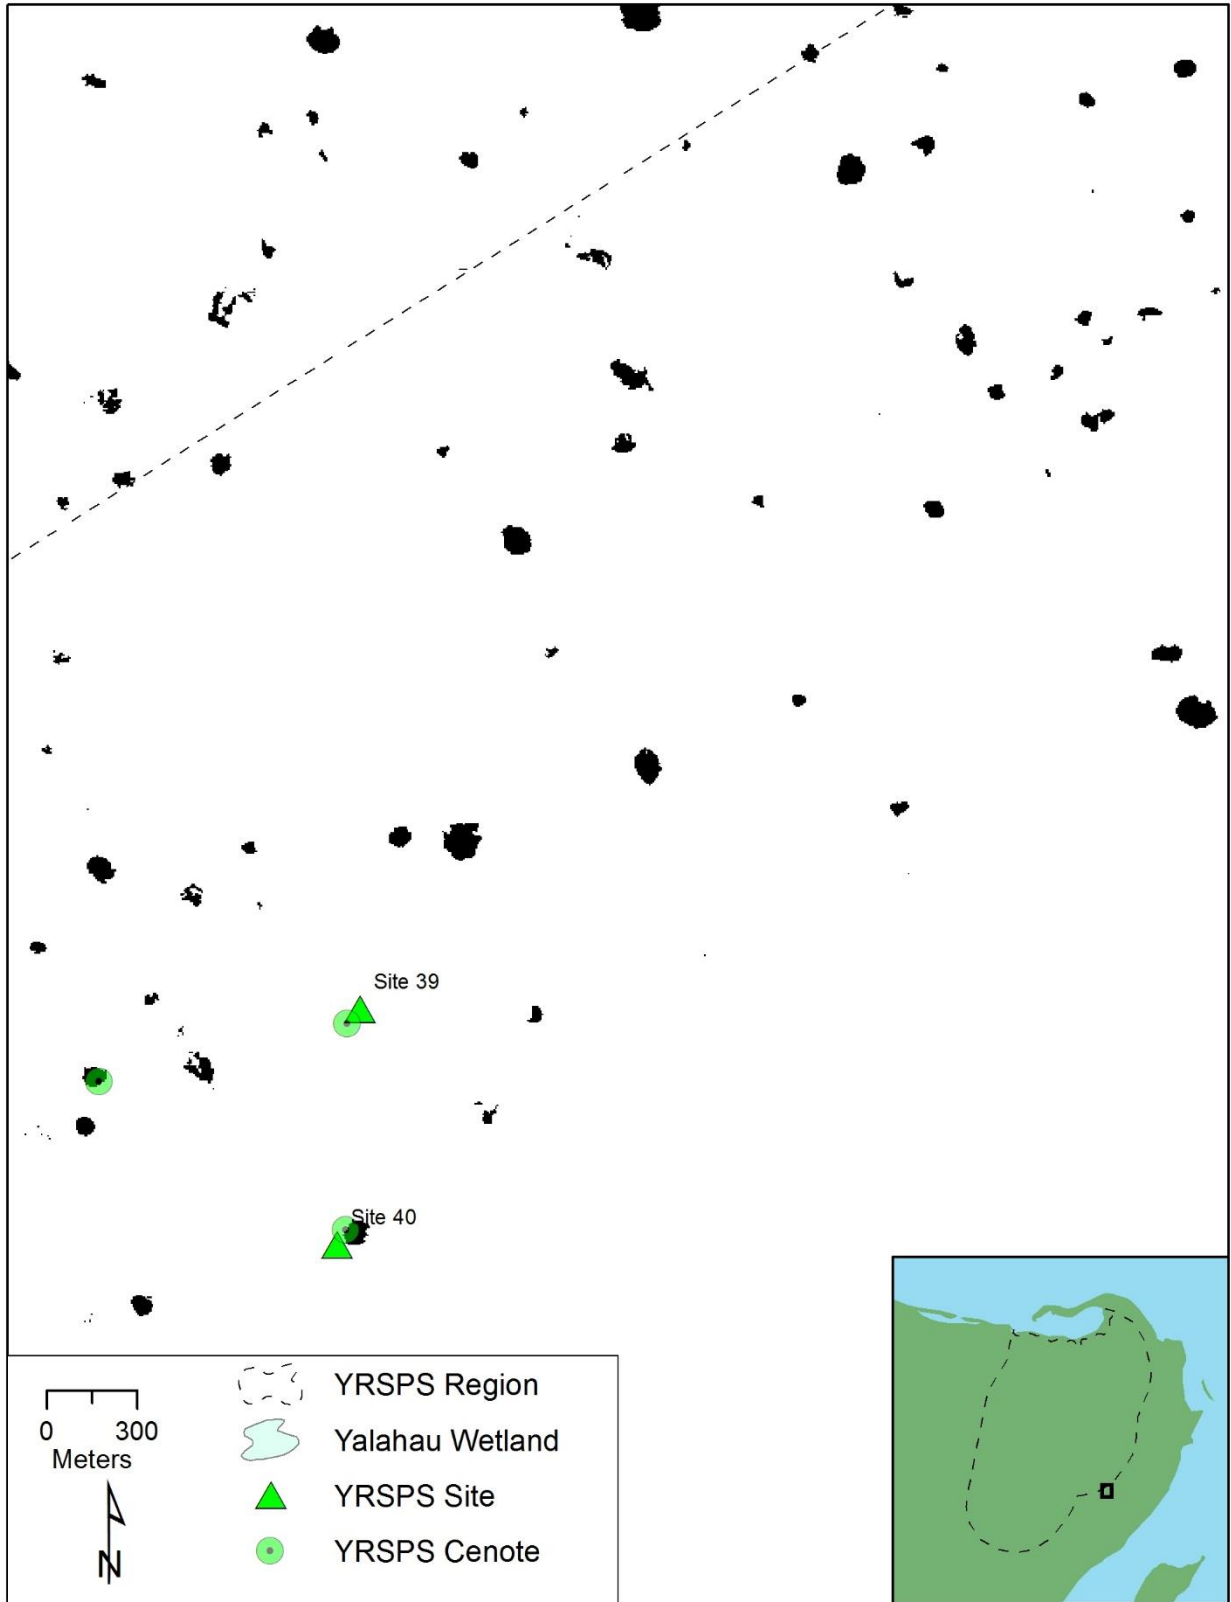 Site 39
Site 40
0 300
Meters
N
YRSPS Region
Yalahau Wetland
YRSPS Site
YRSPS Cenote